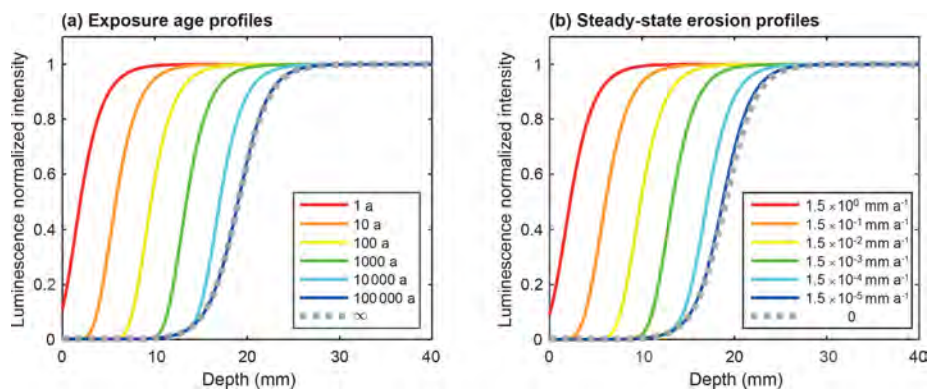 (a) Exposure age profiles
Luminescence normalized intensity
1
0.8
0.6
0.4
0.2
0
1 a
10 a
100 a
1000 a
10 000 a
100 000 a
∞
0 10 20 30 40
Depth (mm)
(b) Steady-state erosion profiles
Luminescence normalized intensity
1
0.8
0.6
0.4
0.2
0
1.5 × 10⁰ mm a⁻¹
1.5 × 10⁻¹ mm a⁻¹
1.5 × 10⁻² mm a⁻¹
1.5 × 10⁻³ mm a⁻¹
1.5 × 10⁻⁴ mm a⁻¹
1.5 × 10⁻⁵ mm a⁻¹
0
0 10 20 30 40
Depth (mm)